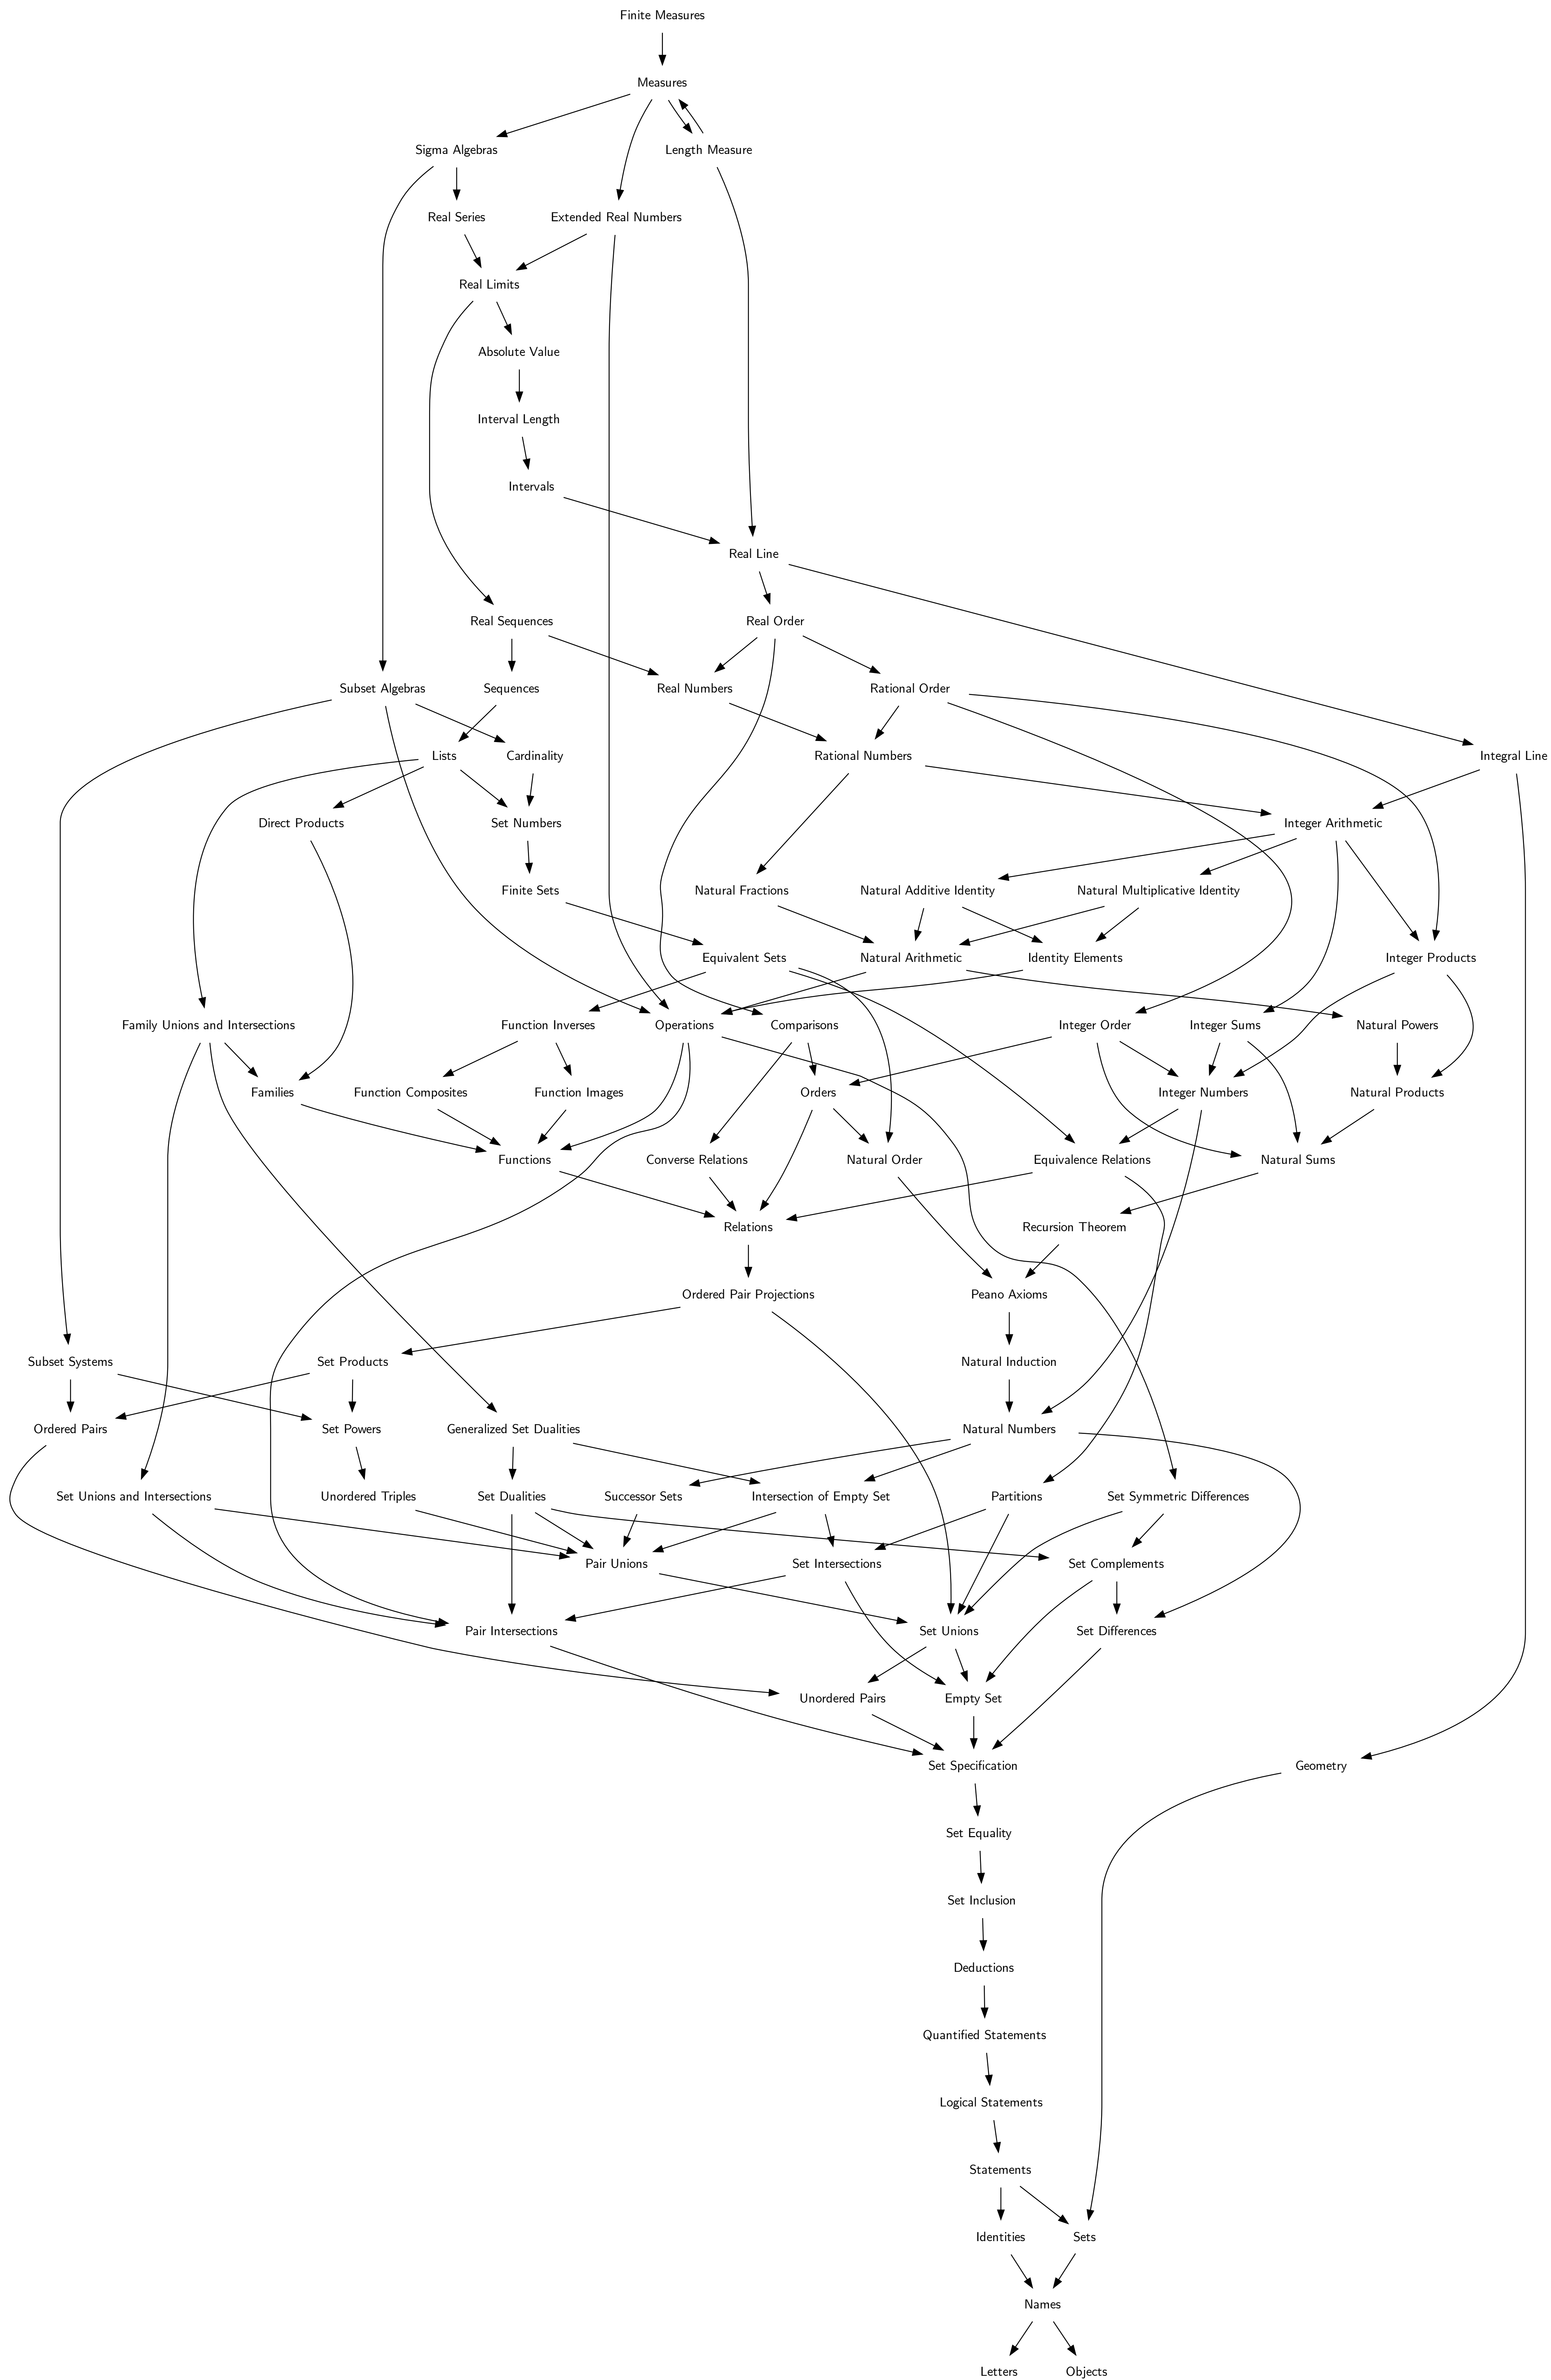 Finite Measures
Measures
Sigma Algebras
Length Measure
Real Series
Extended Real Numbers
Real Limits
Absolute Value
Interval Length
Intervals
Real Line
Real Sequences
Real Order
Subset Algebras
Sequences
Real Numbers
Rational Order
Lists
Cardinality
Rational Numbers
Integral Line
Direct Products
Set Numbers
Integer Arithmetic
Finite Sets
Natural Fractions
Natural Additive Identity
Natural Multiplicative Identity
Equivalent Sets
Natural Arithmetic
Identity Elements
Integer Products
Family Unions and Intersections
Function Inverses
Operations
Comparisons
Integer Order
Integer Sums
Natural Powers
Families
Function Composites
Function Images
Orders
Integer Numbers
Natural Products
Functions
Converse Relations
Natural Order
Equivalence Relations
Natural Sums
Relations
Recursion Theorem
Ordered Pair Projections
Peano Axioms
Subset Systems
Set Products
Natural Induction
Ordered Pairs
Set Powers
Generalized Set Dualities
Natural Numbers
Set Unions and Intersections
Unordered Triples
Set Dualities
Successor Sets
Intersection of Empty Set
Partitions
Set Symmetric Differences
Pair Unions
Set Intersections
Set Complements
Pair Intersections
Set Unions
Set Differences
Unordered Pairs
Empty Set
Set Specification
Geometry
Set Equality
Set Inclusion
Deductions
Quantified Statements
Logical Statements
Statements
Identities
Sets
Names
Letters
Objects